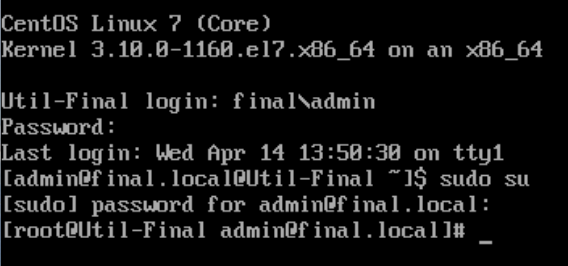 CentOS Linux 7 (Core)
Kernel 3.10.0-1160.el7.x86_64 on an x86_64
Util-Final login: final\admin
Password:
Last login: Wed Apr 14 13:50:30 on tty1
[admin@final.local@Util-Final ~]$ sudo su
[sudo] password for admin@final.local:
[root@Util-Final admin@final.local]# _